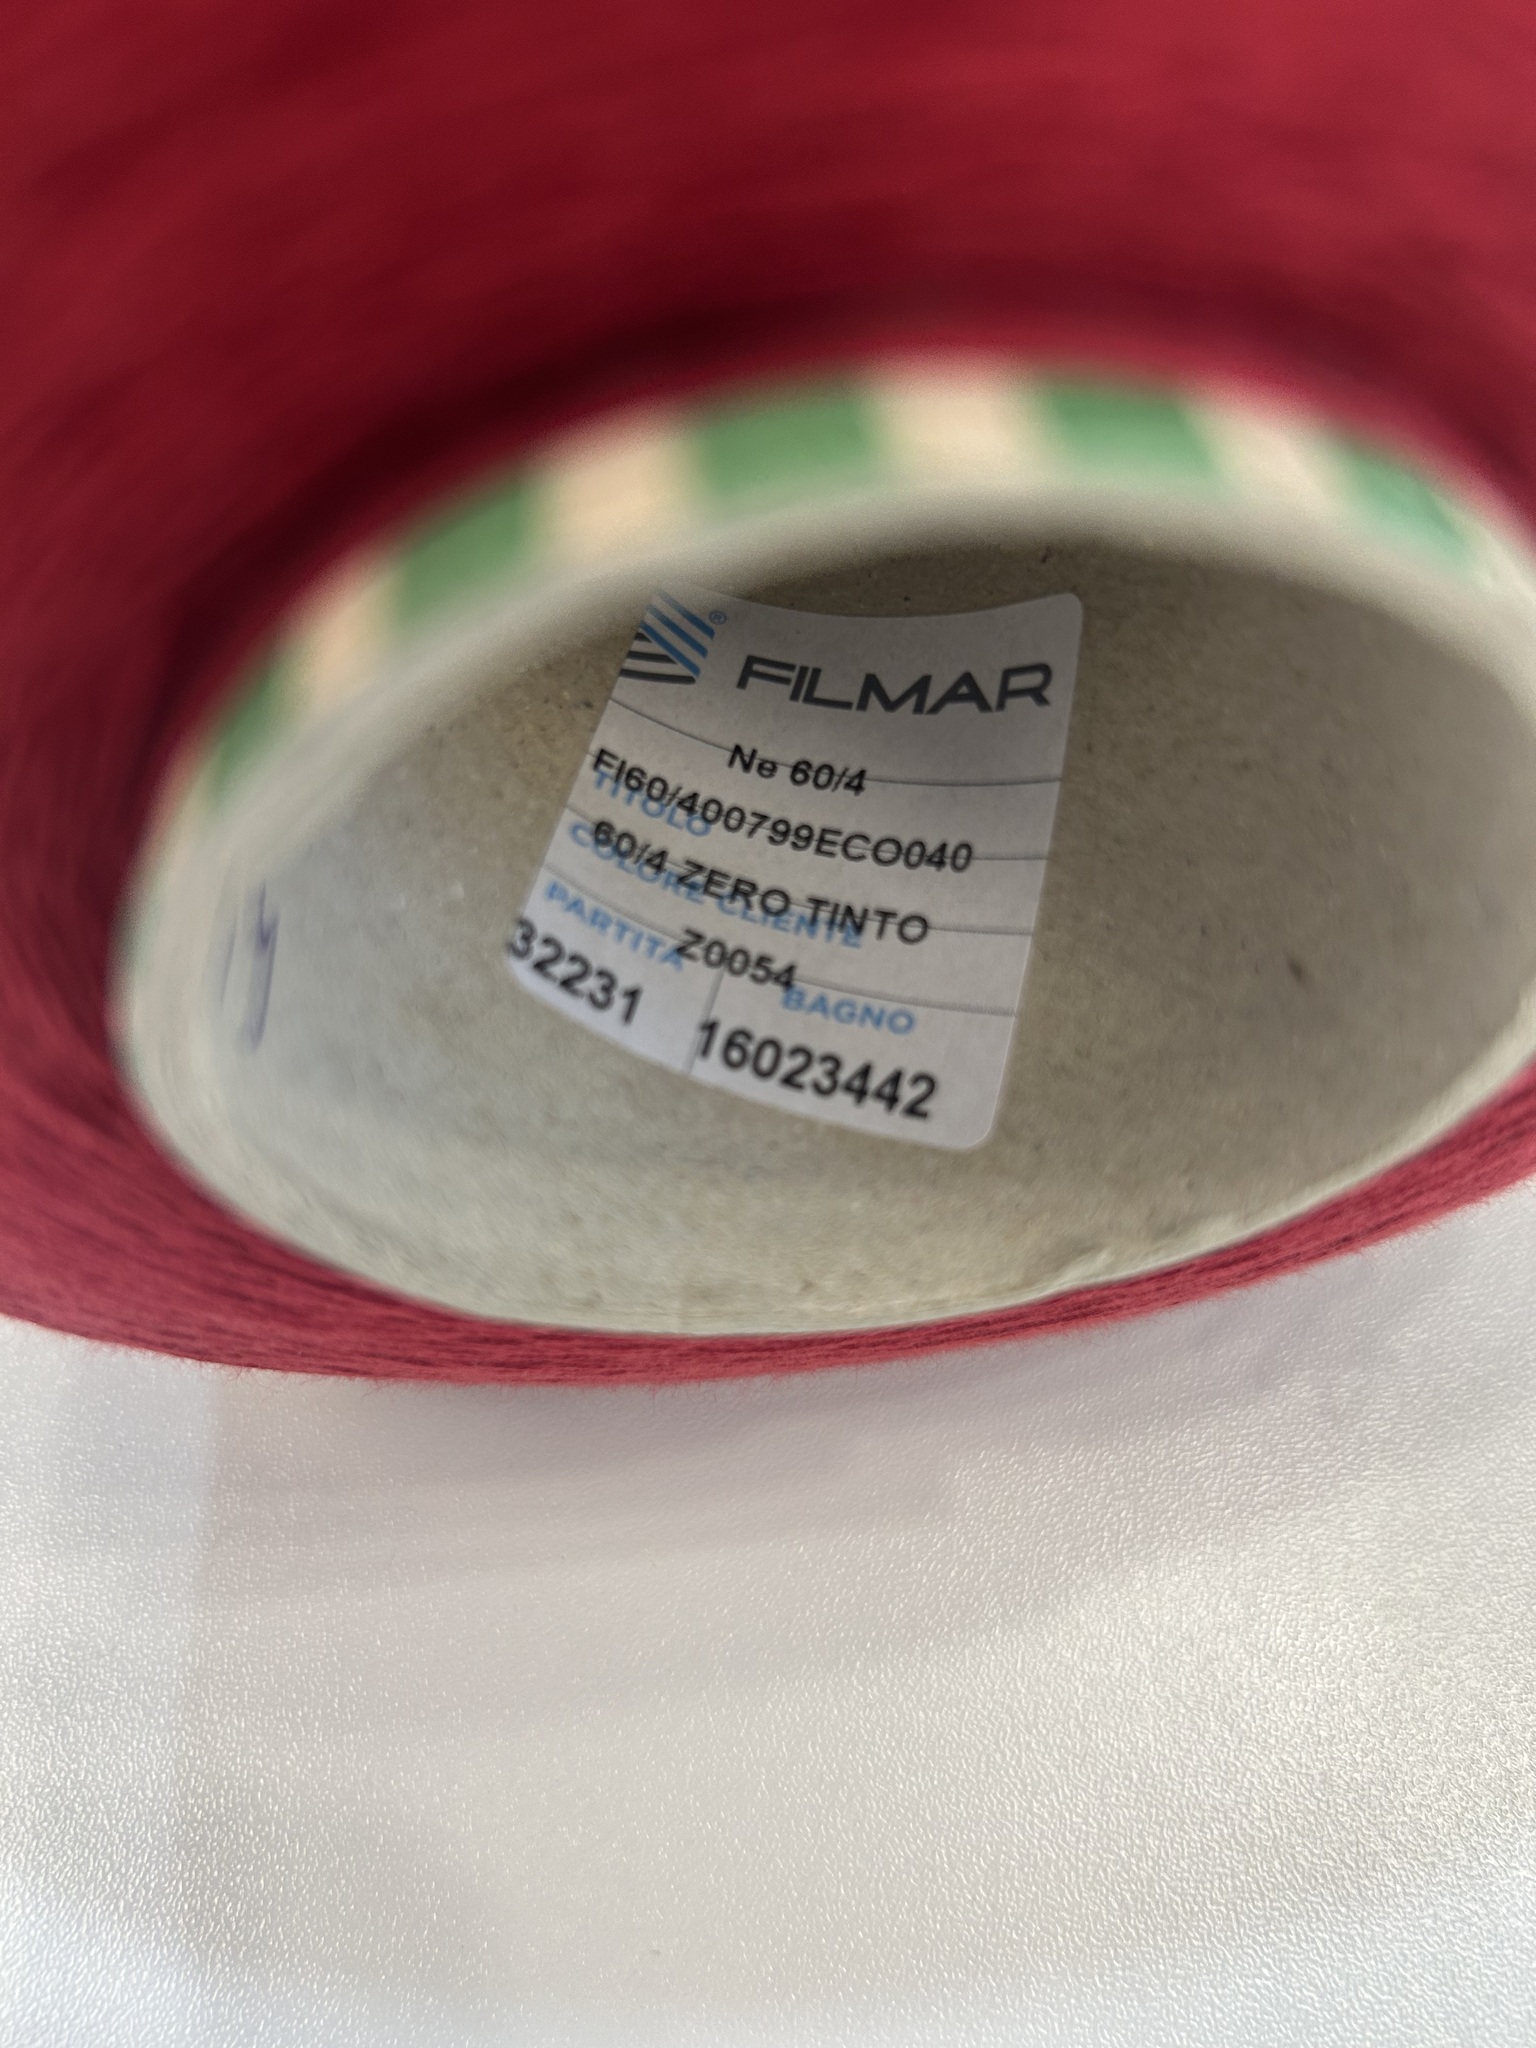 FILMAR
Ne 60/4
FI60/400799ECO040
TITOLO
60/4 ZERO TINTO
COLORE CLIENTE
Z0054
PARTITA BAGNO
32231 16023442